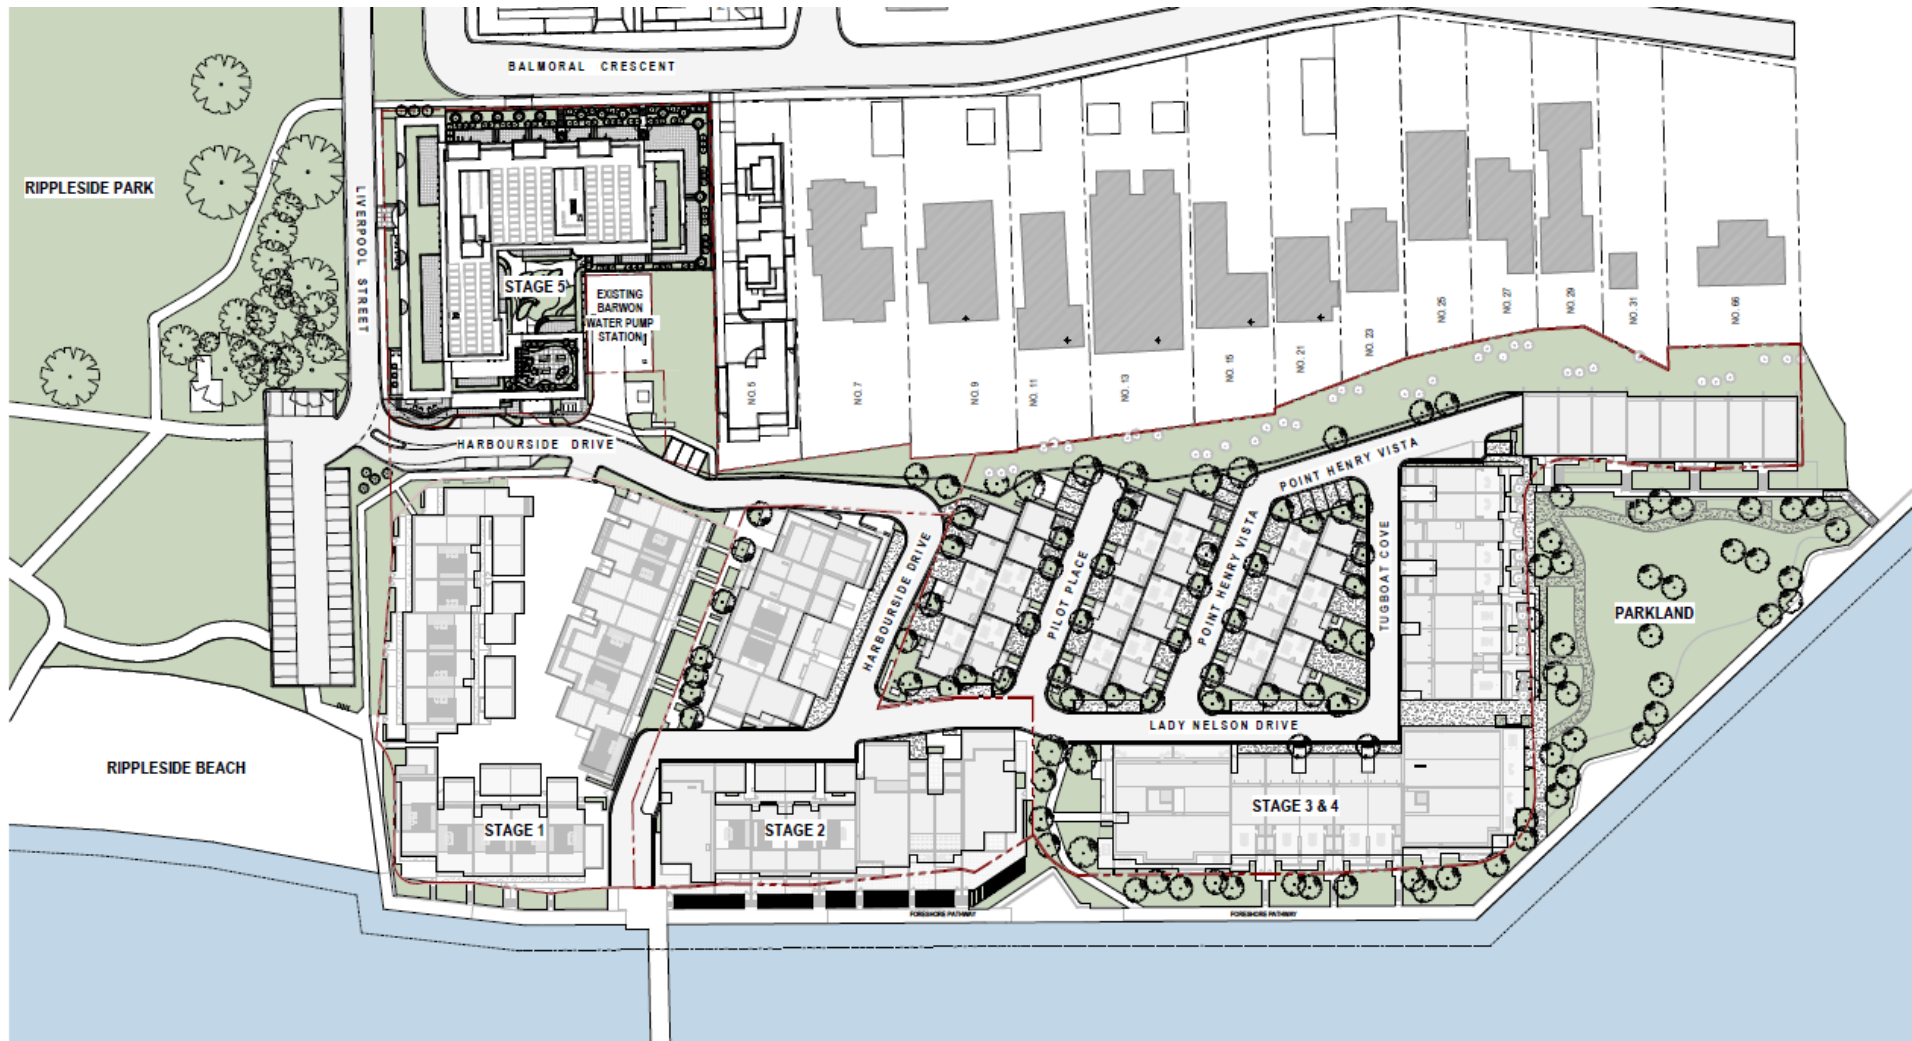 BALMORAL CRESCENT
RIPPLESIDE PARK
LIVERPOOL STREET
STAGE 5
EXISTING
BARWON
WATER PUMP
STATION
NO. 5
NO. 7
NO. 9
NO. 11
NO. 13
NO. 15
NO. 21
NO. 23
NO. 25
NO. 27
NO. 29
NO. 31
NO. 66
HARBOURSIDE DRIVE
POINT HENRY VISTA
HARBOURSIDE DRIVE
PILOT PLACE
POINT HENRY VISTA
TUGBOAT COVE
PARKLAND
LADY NELSON DRIVE
RIPPLESIDE BEACH
STAGE 1
STAGE 2
STAGE 3 & 4
FORESHORE PATHWAY
FORESHORE PATHWAY